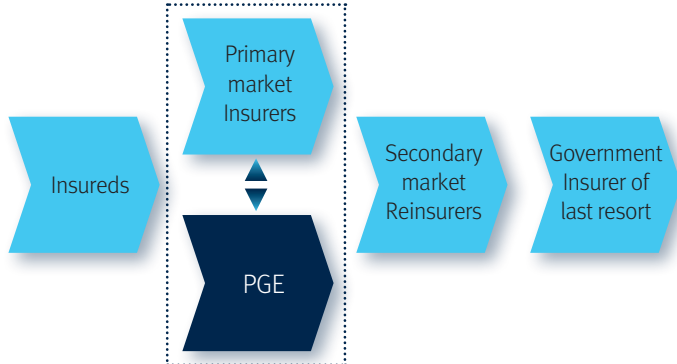 Primary
market
Insurers
Insureds
PGE
Secondary
market
Reinsurers
Government
Insurer of
last resort